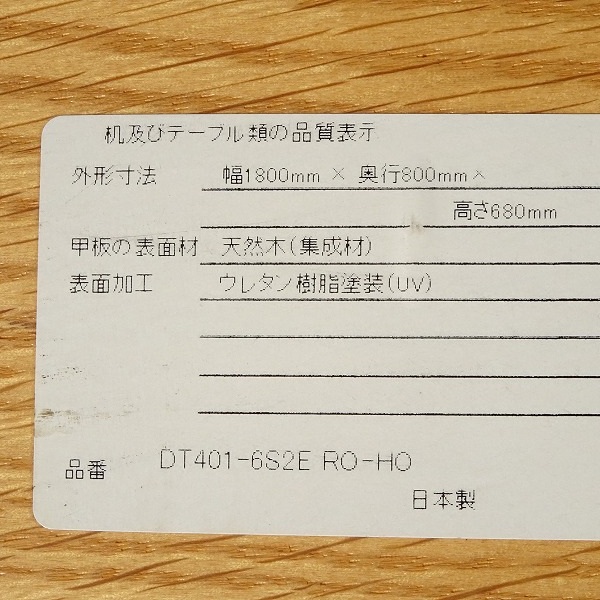 机及びテーブル類の品質表示
外形寸法 幅1800mm × 奥行800mm×
高さ680mm
甲板の表面材 天然木(集成材)
表面加工 ウレタン樹脂塗装(UV)
品番 DT401-6S2E RO-HO
日本製